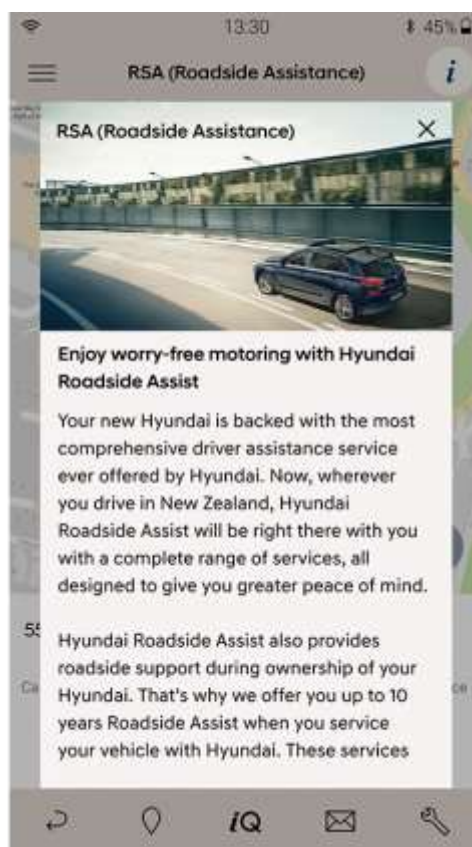 13:30
45%
RSA (Roadside Assistance)
i
RSA (Roadside Assistance)
Enjoy worry-free motoring with Hyundai
Roadside Assist
Your new Hyundai is backed with the most
comprehensive driver assistance service
ever offered by Hyundai. Now, wherever
you drive in New Zealand, Hyundai
Roadside Assist will be right there with you
with a complete range of services, all
designed to give you greater peace of mind.
Hyundai Roadside Assist also provides
roadside support during ownership of your
Hyundai. That's why we offer you up to 10
years Roadside Assist when you service
your vehicle with Hyundai. These services
iQ